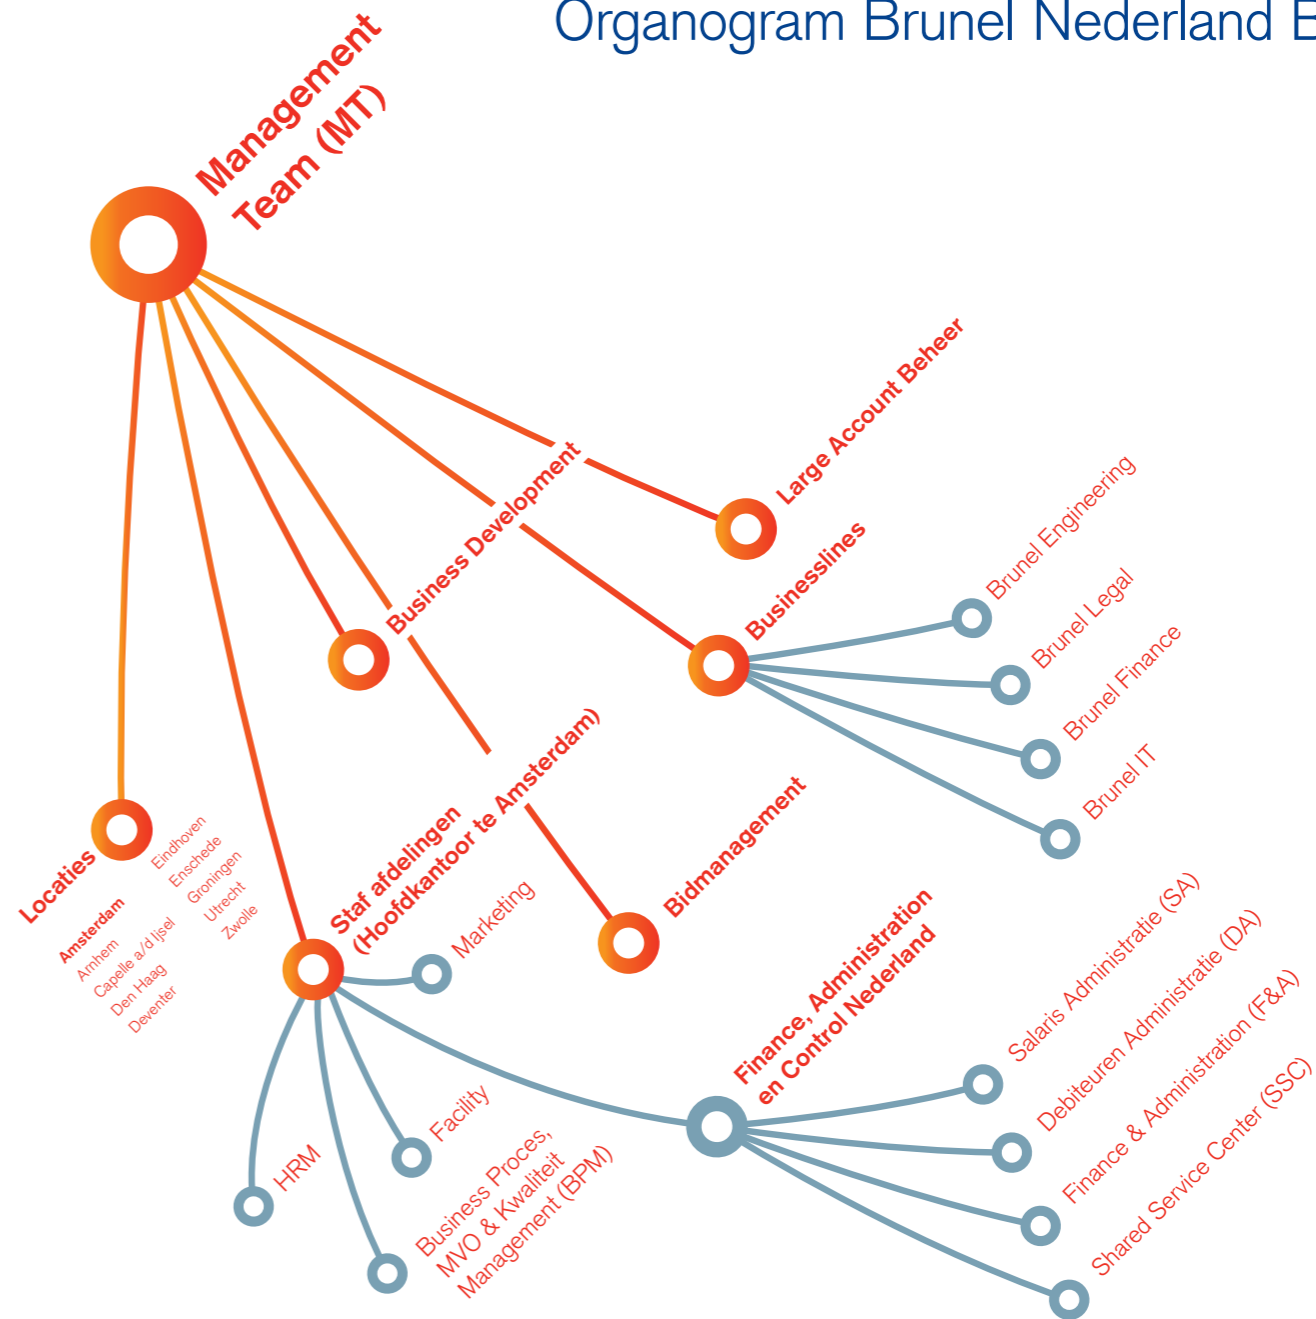 Organogram Brunel Nederland B
Management
Team (MT)
Large Account Beheer
Business Development
Businesslines
Brunel Engineering
Brunel Legal
Brunel Finance
Brunel IT
Locaties
Amsterdam
Arnhem
Capelle a/d Ijsel
Den Haag
Deventer
Eindhoven
Enschede
Groningen
Utrecht
Zwolle
Staf afdelingen
(Hoofdkantoor te Amsterdam)
Bidmanagement
Marketing
Facility
HRM
Business Proces,
MVO & Kwaliteit
Management (BPM)
Finance, Administration
en Control Nederland
Salaris Administratie (SA)
Debiteuren Administratie (DA)
Finance & Administration (F&A)
Shared Service Center (SSC)